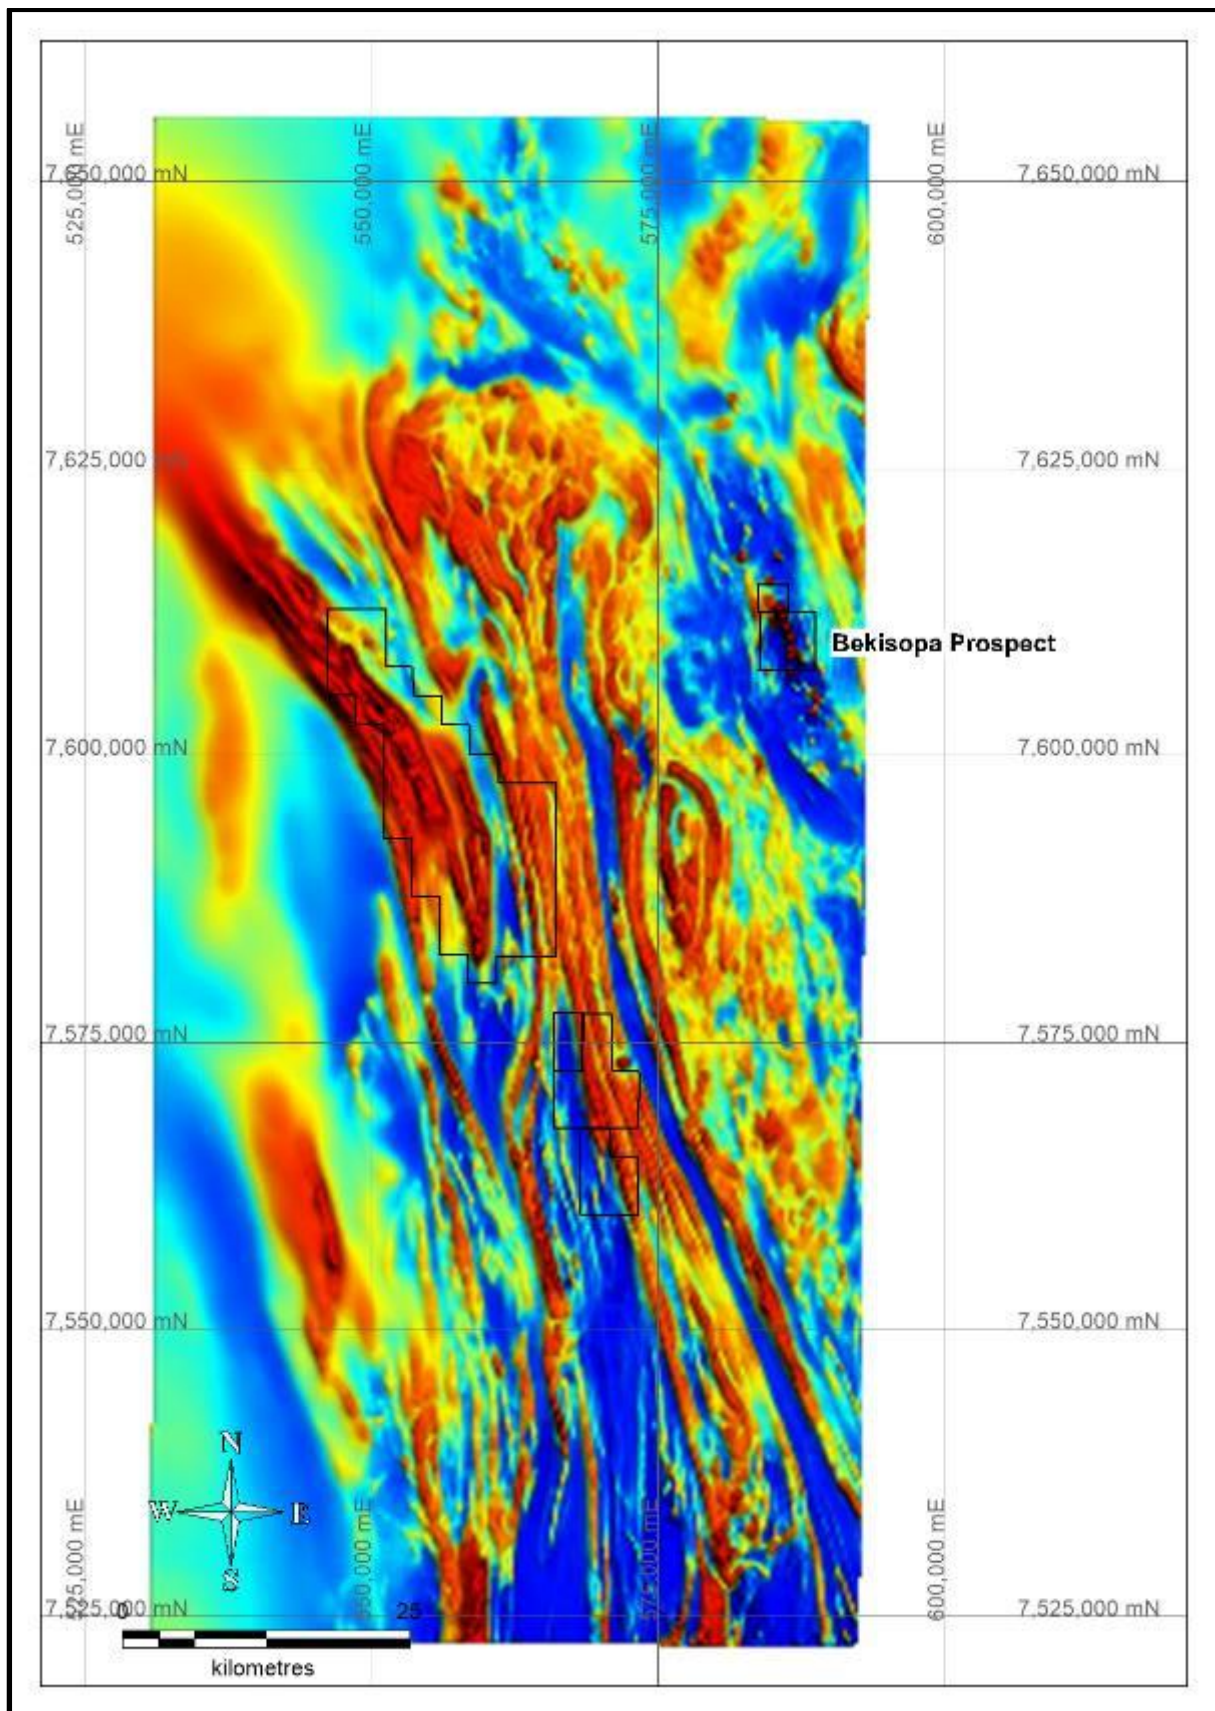 525,000 mE
550,000 mE
575,000 mE
600,000 mE
7,650,000 mN
7,650,000 mN
7,625,000 mN
7,625,000 mN
Bekisopa Prospect
7,600,000 mN
7,600,000 mN
7,575,000 mN
7,575,000 mN
7,550,000 mN
7,550,000 mN
N
W E
S
525,000 mE
550,000 mE
575,000 mE
600,000 mE
7,525,000 mN
7,525,000 mN
0 25
kilometres